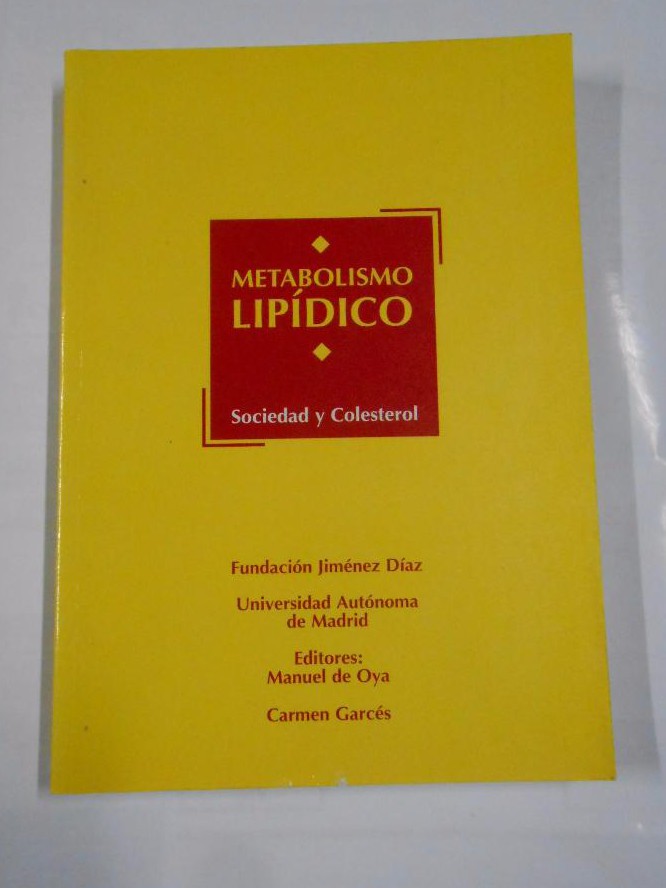 METABOLISMO
LIPÍDICO
Sociedad y Colesterol
Fundación Jiménez Díaz
Universidad Autónoma
de Madrid
Editores:
Manuel de Oya
Carmen Garcés